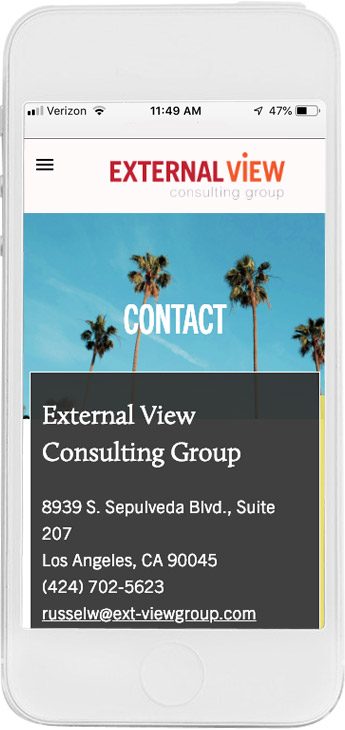 Verizon 11:49 AM 47%
EXTERNAL VIEW
consulting group
CONTACT
External View
Consulting Group
8939 S. Sepulveda Blvd., Suite
207
Los Angeles, CA 90045
(424) 702-5623
russelw@ext-viewgroup.com